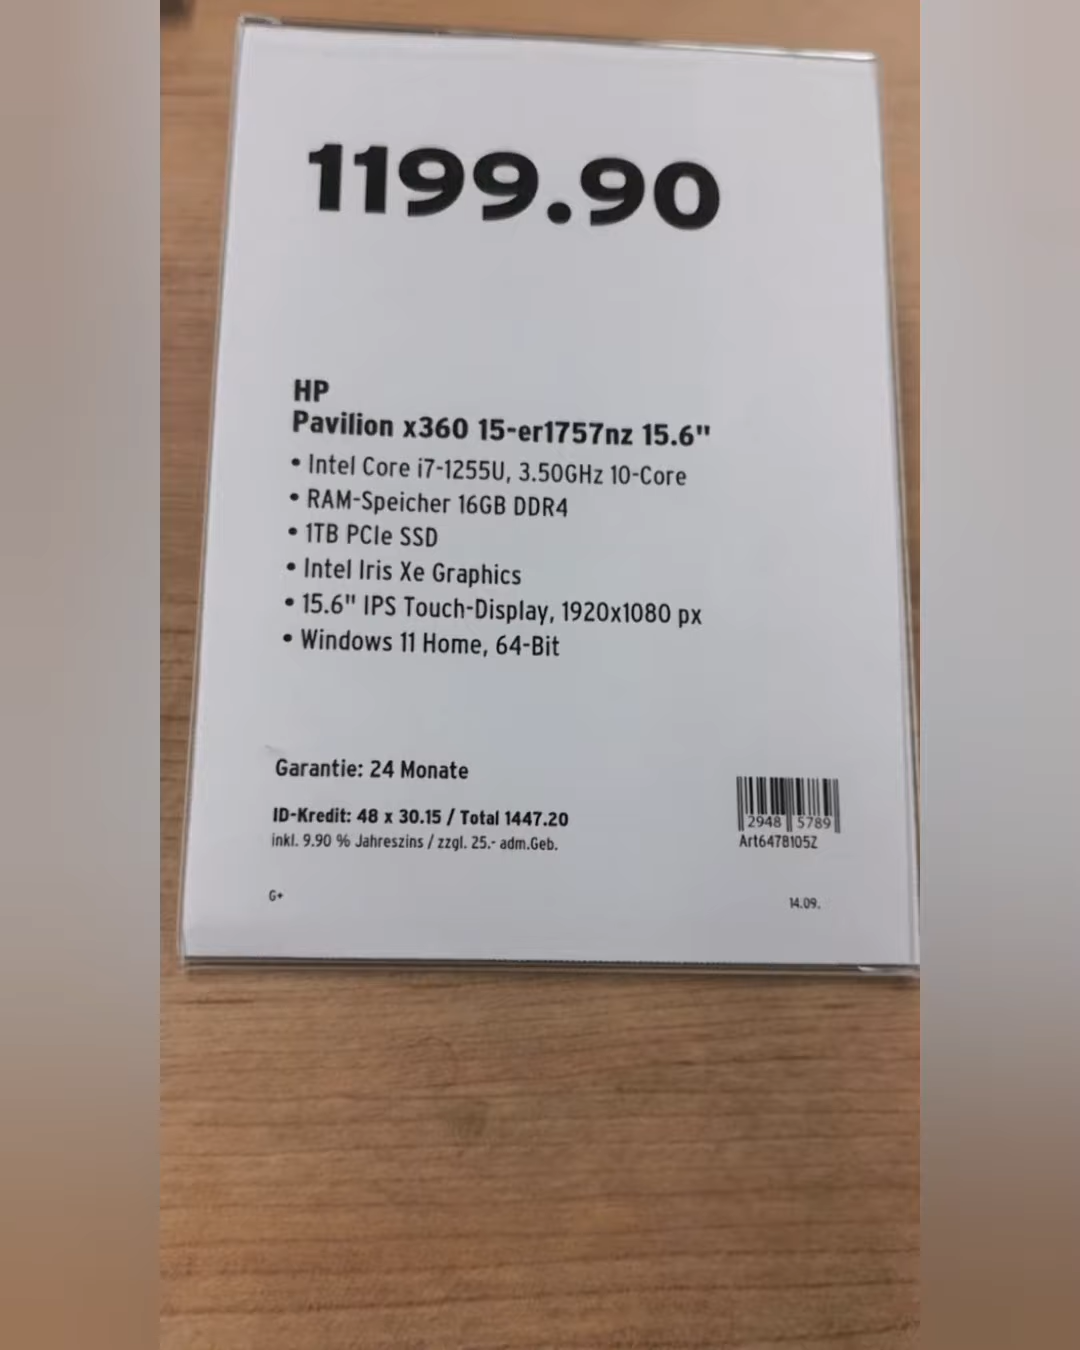 1199.90
HP
Pavilion x360 15-er1757nz 15.6"
• Intel Core i7-1255U, 3.50GHz 10-Core
• RAM-Speicher 16GB DDR4
• 1TB PCIe SSD
• Intel Iris Xe Graphics
• 15.6" IPS Touch-Display, 1920x1080 px
• Windows 11 Home, 64-Bit
Garantie: 24 Monate
ID-Kredit: 48 x 30.15 / Total 1447.20
inkl. 9.90 % Jahreszins / zzgl. 25.- adm.Geb.
2948 5789
Art6478105Z
G+
14.09.